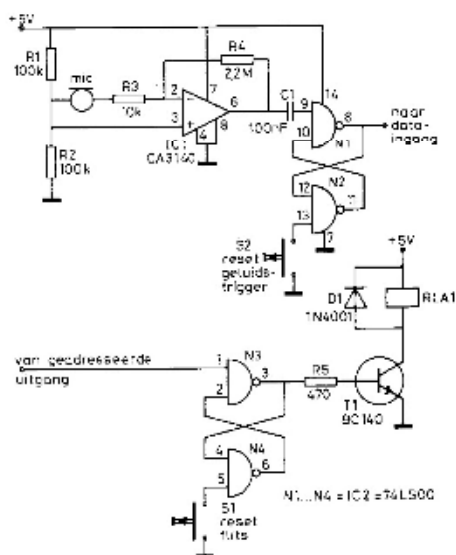 +5V
R1
100k
mic
R3
10k
R4
2,2M
2
3
7
6
4
8
IC1
CA3140
C1
100nF
14
9
10
8
N1
naar
data-
ingang
R2
100k
12
13
N2
11
7
S2
reset
geluids-
trigger
+5V
D1
1N4001
RLA1
van geadresseerde
uitgang
1
2
N3
3
R5
470
T1
BC140
4
5
N4
6
S1
reset
flits
N1...N4 = IC2 = 74LS00